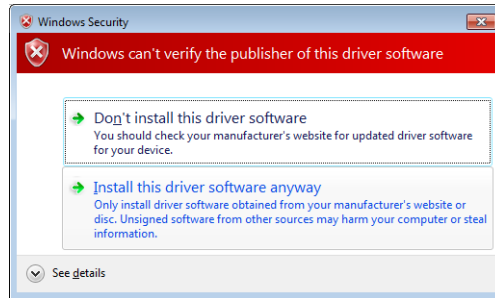 Windows Security
Windows can't verify the publisher of this driver software
Don't install this driver software
You should check your manufacturer's website for updated driver software
for your device.
Install this driver software anyway
Only install driver software obtained from your manufacturer's website or
disc. Unsigned software from other sources may harm your computer or steal
information.
See details